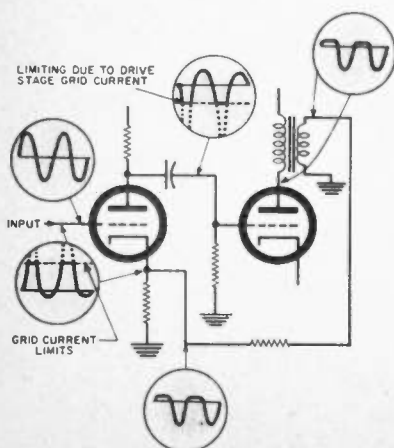 LIMITING DUE TO DRIVE
STAGE GRID CURRENT
INPUT
GRID CURRENT
LIMITS